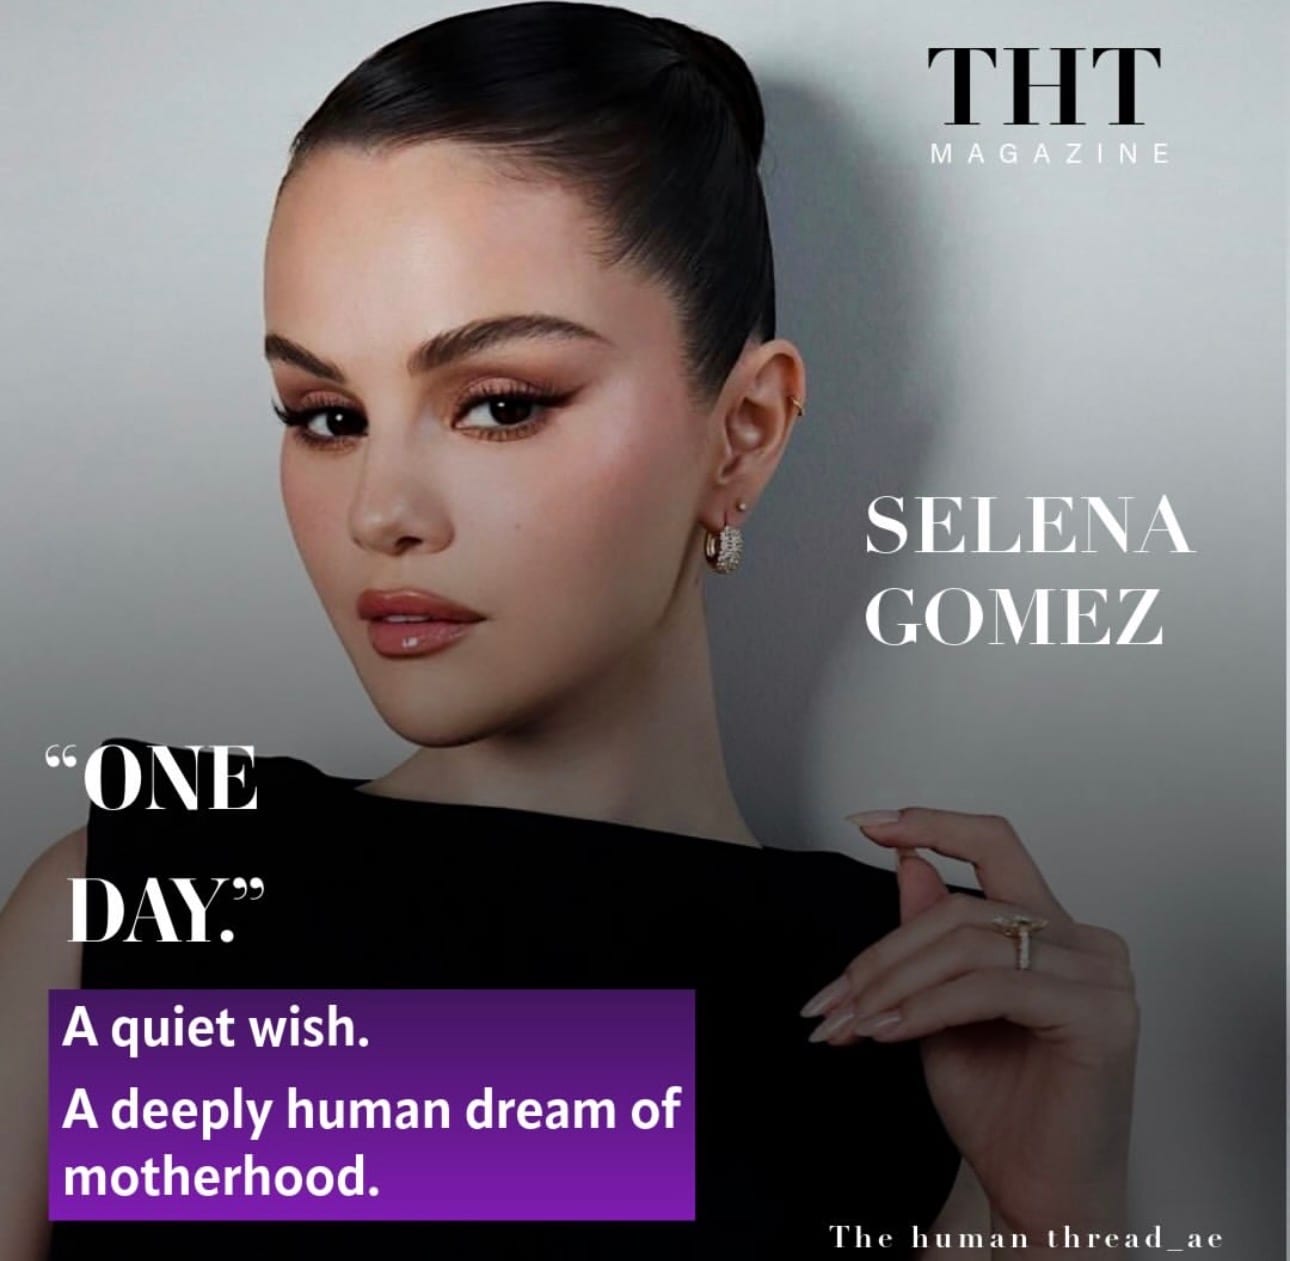 THT
MAGAZINE
SELENA
GOMEZ
“ONE
DAY.”
A quiet wish.
A deeply human dream of
motherhood.
The human thread_ae